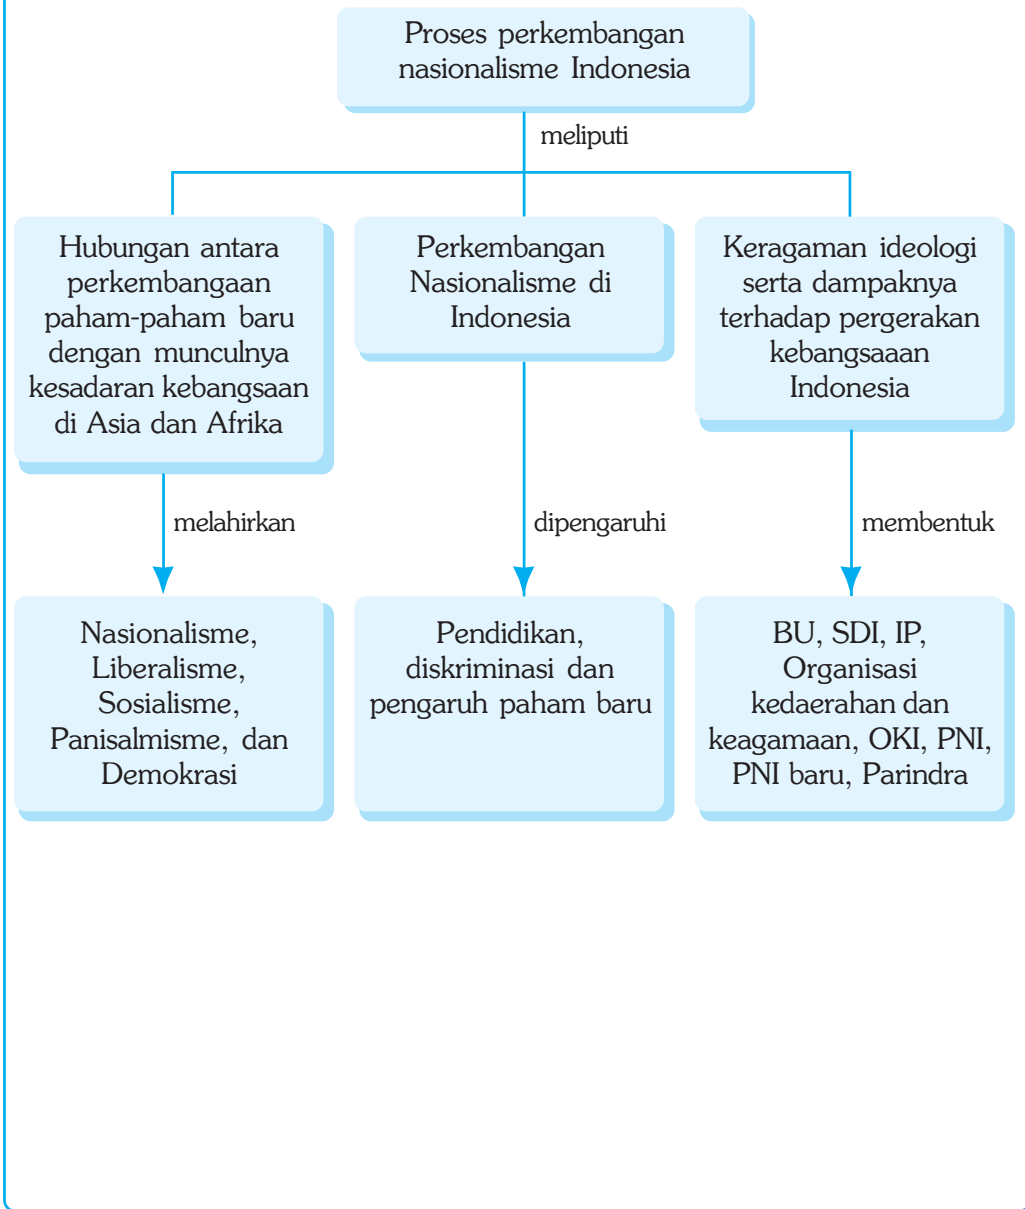 Proses perkembangan
nasionalisme Indonesia
meliputi
Hubungan antara
perkembangaan
paham-paham baru
dengan munculnya
kesadaran kebangsaan
di Asia dan Afrika
Perkembangan
Nasionalisme di
Indonesia
Keragaman ideologi
serta dampaknya
terhadap pergerakan
kebangsaaan
Indonesia
melahirkan
dipengaruhi
membentuk
Nasionalisme,
Liberalisme,
Sosialisme,
Panisalmisme, dan
Demokrasi
Pendidikan,
diskriminasi dan
pengaruh paham baru
BU, SDI, IP,
Organisasi
kedaerahan dan
keagamaan, OKI, PNI,
PNI baru, Parindra